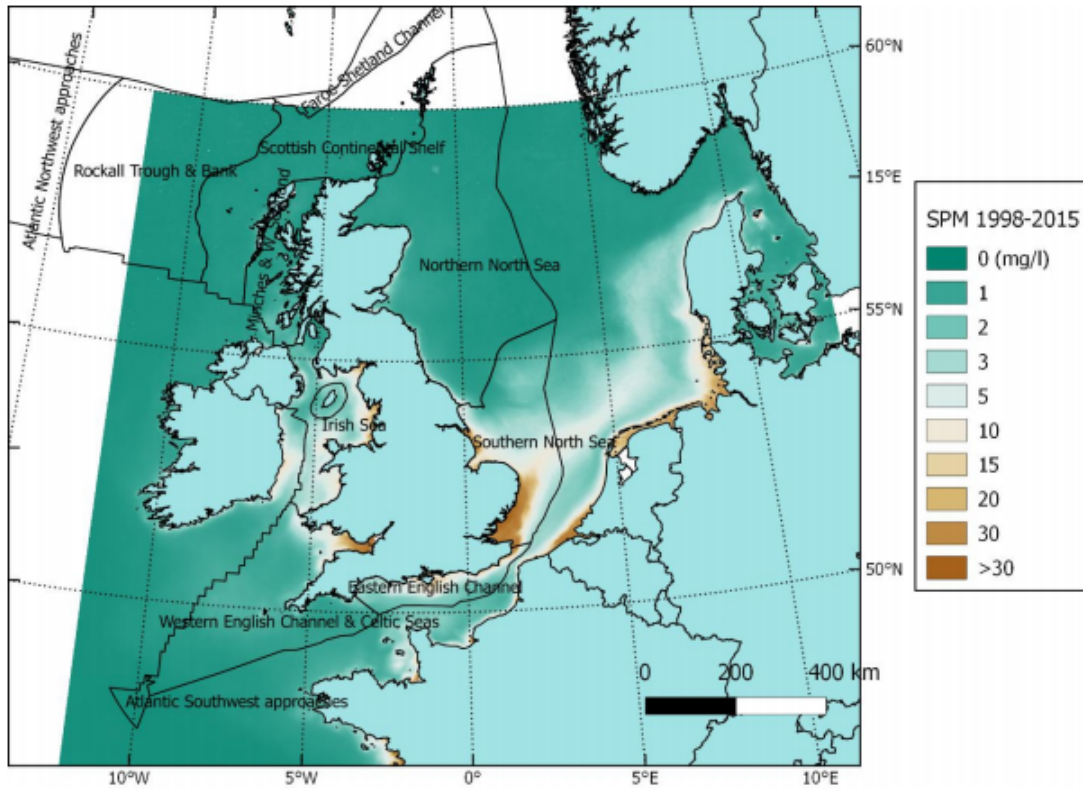 Atlantic Northwest approaches
Faroe-Shetland Channel
60°N
Scottish Continental Shelf
Rockall Trough & Bank
15°E
Minches & W
land
SPM 1998-2015
0 (mg/l)
1
2
3
5
10
15
20
30
>30
Northern North Sea
55°N
Irish Sea
Southern North Sea
50°N
Eastern English Channel
Western English Channel & Celtic Seas
Atlantic Southwest approaches
0
200
400 km
10°W
5°W
0°
5°E
10°E